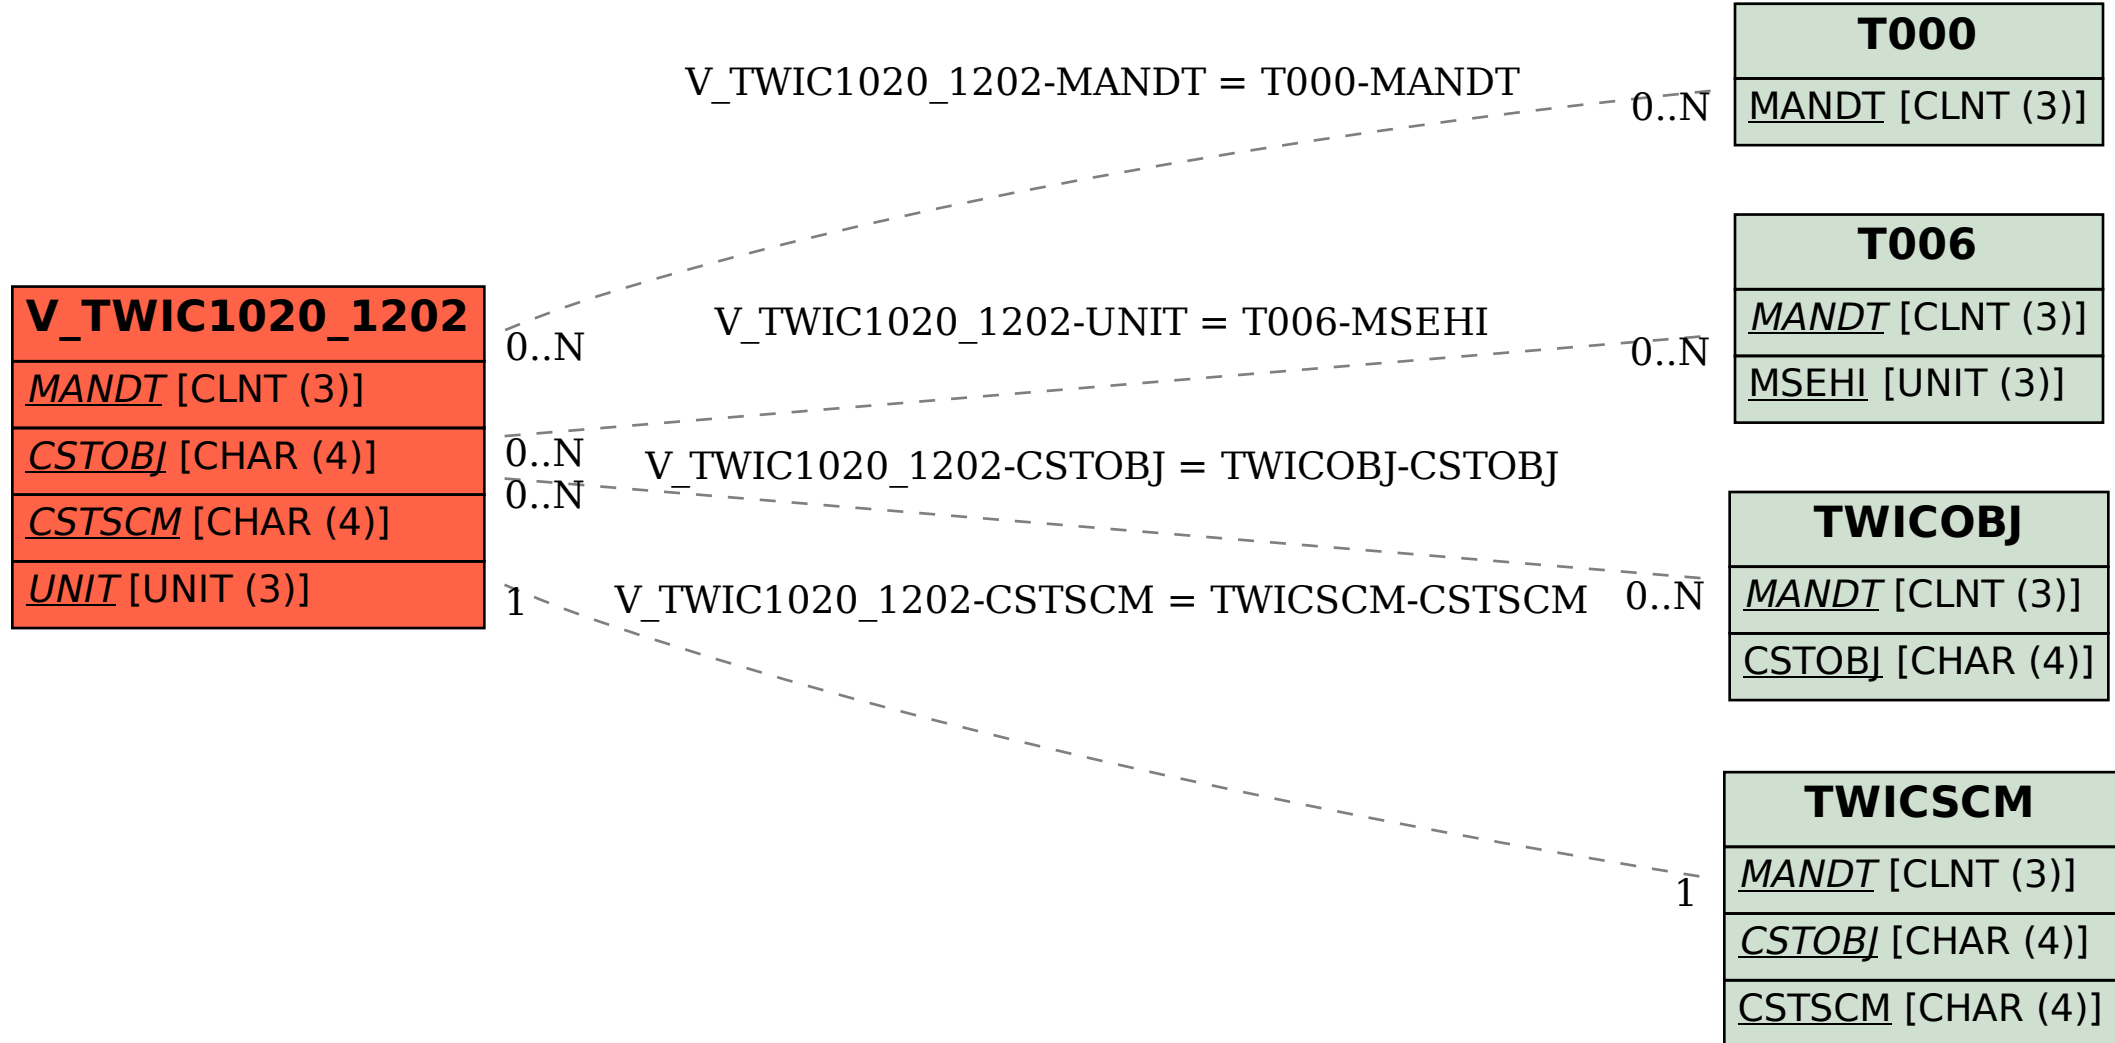 V_TWIC1020_1202
MANDT [CLNT (3)]
CSTOBJ [CHAR (4)]
CSTSCM [CHAR (4)]
UNIT [UNIT (3)]
V_TWIC1020_1202-MANDT = T000-MANDT
0..N
0..N
V_TWIC1020_1202-UNIT = T006-MSEHI
0..N
0..N
V_TWIC1020_1202-CSTOBJ = TWICOBJ-CSTOBJ
0..N
0..N
V_TWIC1020_1202-CSTSCM = TWICSCM-CSTSCM
1
1
T000
MANDT [CLNT (3)]
T006
MANDT [CLNT (3)]
MSEHI [UNIT (3)]
TWICOBJ
MANDT [CLNT (3)]
CSTOBJ [CHAR (4)]
TWICSCM
MANDT [CLNT (3)]
CSTOBJ [CHAR (4)]
CSTSCM [CHAR (4)]